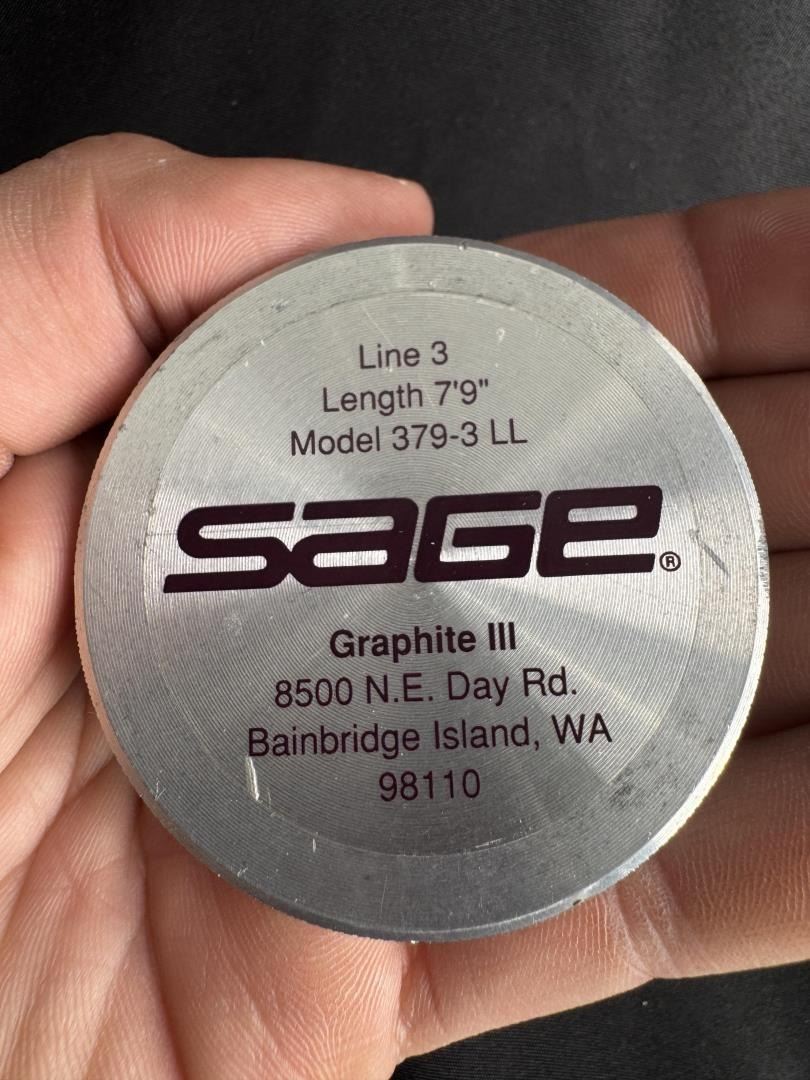 Line 3
Length 7'9"
Model 379-3 LL
SAGE®
Graphite III
8500 N.E. Day Rd.
Bainbridge Island, WA
98110